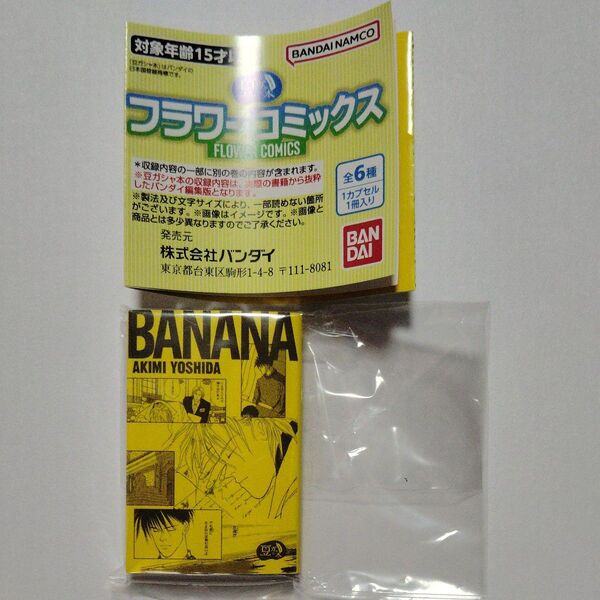 対象年齢15才以
BANDAI NAMCO
「豆ガシャ本」はバンダイの
日本国登録商標です。
フラワーコミックス
FLOWER COMICS
＊収録内容の一部に別の巻の内容が含まれます。
※豆ガシャ本の収録内容は、実際の書籍から抜粋
したバンダイ編集版となります。
※製法及び文字サイズにより、一部読めない箇所
がございます。※画像はイメージです。※画像と
商品とは多少異なりますのでご了承ください。
全6種
1カプセル
1冊入り
発売元
株式会社バンダイ
東京都台東区駒形1-4-8 〒111-8081
BAN
DAI
BANANA
AKIMI YOSHIDA